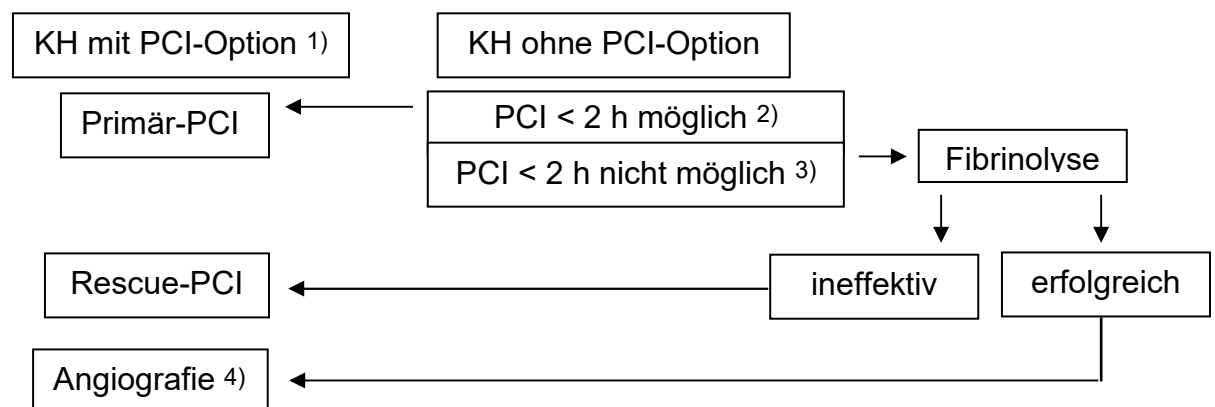 KH mit PCI-Option 1)
KH ohne PCI-Option
Primär-PCI
PCI < 2 h möglich 2)
PCI < 2 h nicht möglich 3)
Fibrinolyse
Rescue-PCI
ineffektiv
erfolgreich
Angiografie 4)